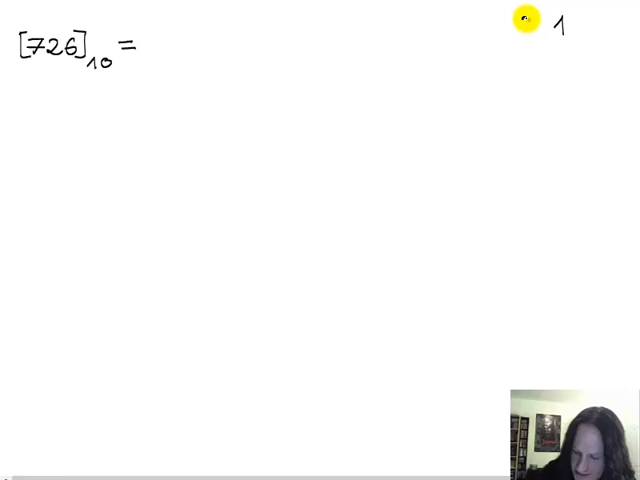 [726]₁₀ = 1